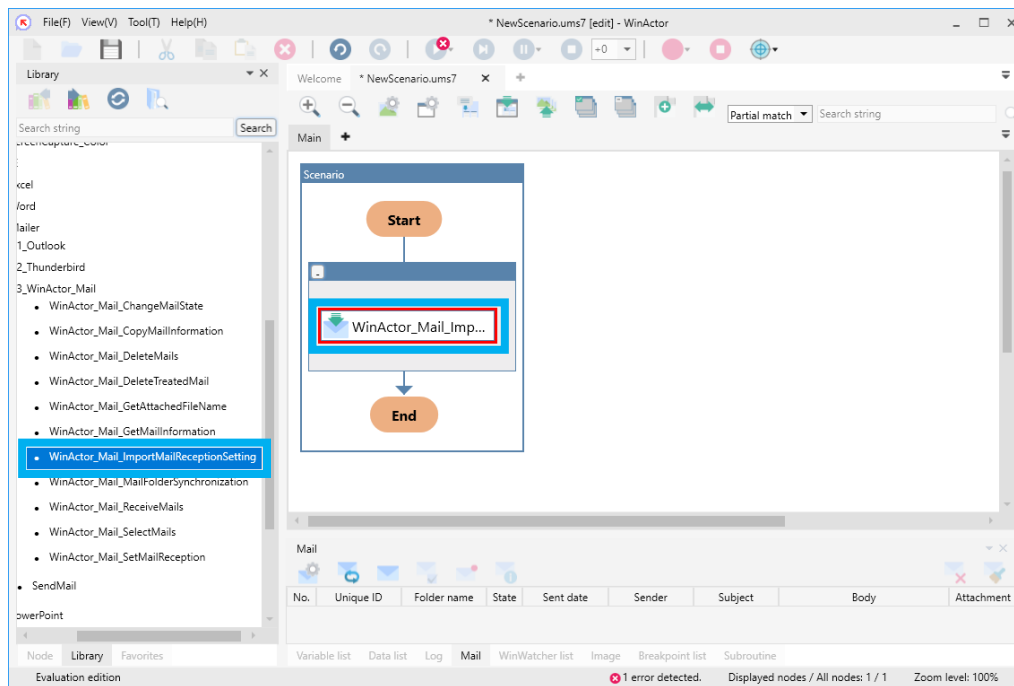 File(F) View(V) Tool(T) Help(H) * NewScenario.ums7 [edit] - WinActor
+0
Library
Welcome * NewScenario.ums7
Search string Search
Partial match Search string
Main
Scenario
Start
WinActor_Mail_Imp...
End
xcel
ord
ailer
1_Outlook
2_Thunderbird
3_WinActor_Mail
WinActor_Mail_ChangeMailState
WinActor_Mail_CopyMailInformation
WinActor_Mail_DeleteMails
WinActor_Mail_DeleteTreatedMail
WinActor_Mail_GetAttachedFileName
WinActor_Mail_GetMailInformation
WinActor_Mail_ImportMailReceptionSetting
WinActor_Mail_MailFolderSynchronization
WinActor_Mail_ReceiveMails
WinActor_Mail_SelectMails
WinActor_Mail_SetMailReception
SendMail
owerPoint
Mail
No. Unique ID Folder name State Sent date Sender Subject Body Attachment
Node Library Favorites
Variable list Data list Log Mail WinWatcher list Image Breakpoint list Subroutine
Evaluation edition 1 error detected. Displayed nodes / All nodes: 1 / 1 Zoom level: 100%